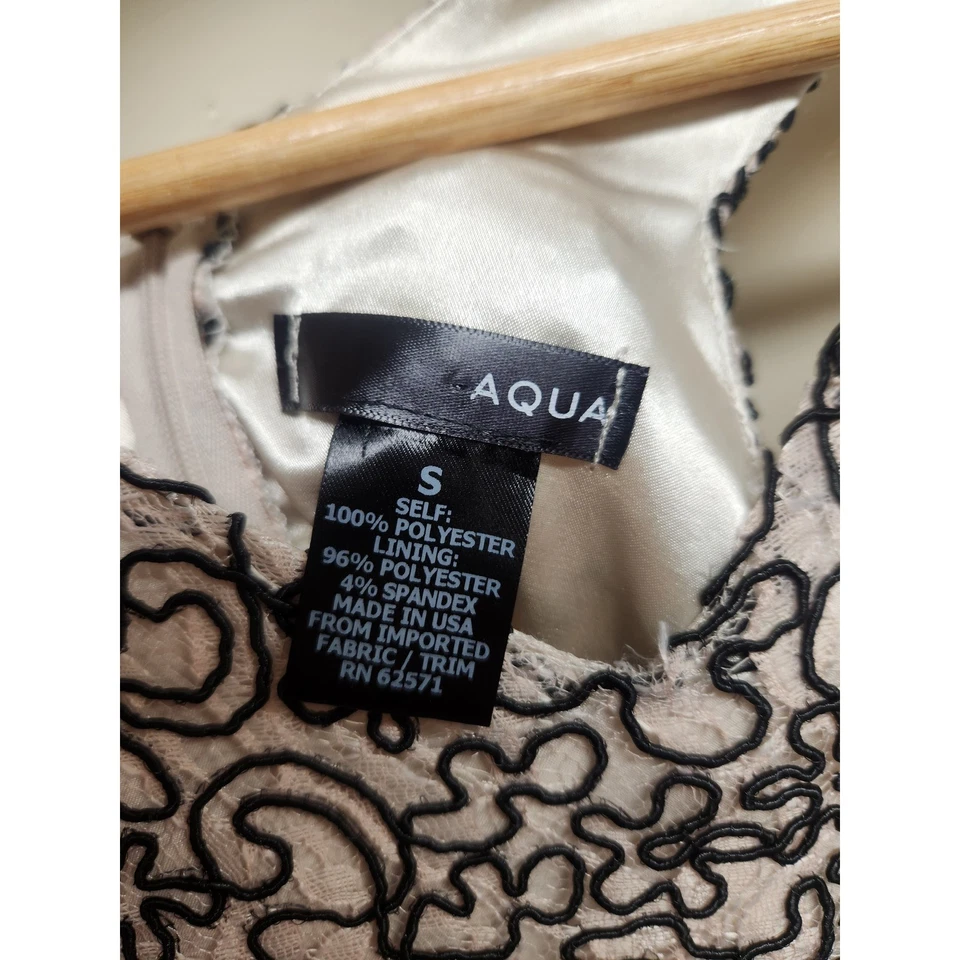 AQUA
S
SELF:
100% POLYESTER
LINING:
96% POLYESTER
4% SPANDEX
MADE IN USA
FROM IMPORTED
FABRIC / TRIM
RN 62571